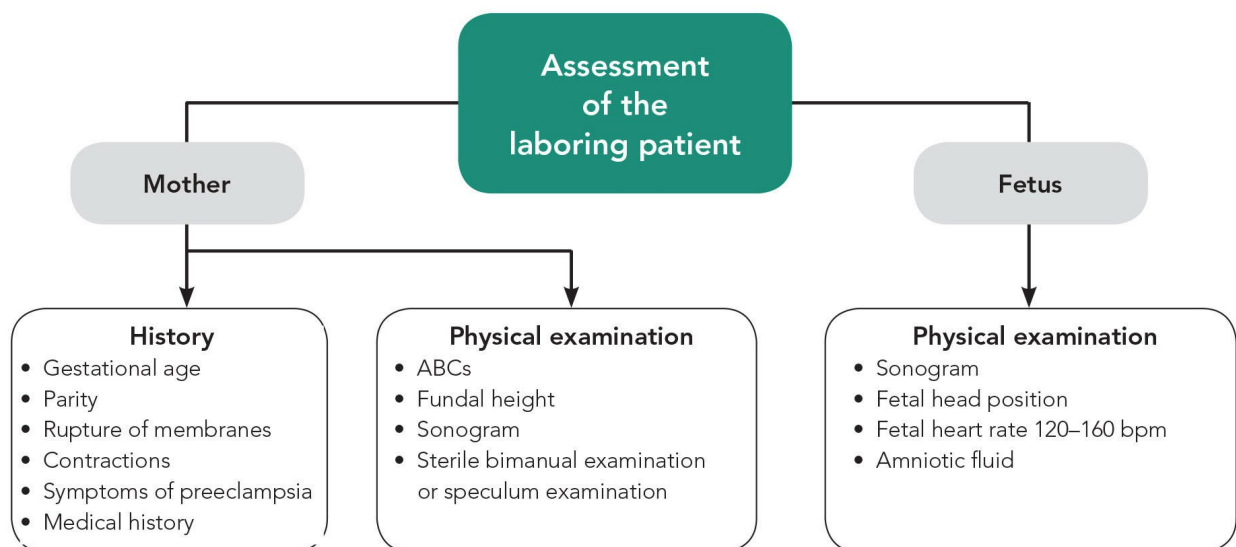 Assessment
of the
laboring patient
Mother
Fetus
History
• Gestational age
• Parity
• Rupture of membranes
• Contractions
• Symptoms of preeclampsia
• Medical history
Physical examination
• ABCs
• Fundal height
• Sonogram
• Sterile bimanual examination
or speculum examination
Physical examination
• Sonogram
• Fetal head position
• Fetal heart rate 120–160 bpm
• Amniotic fluid